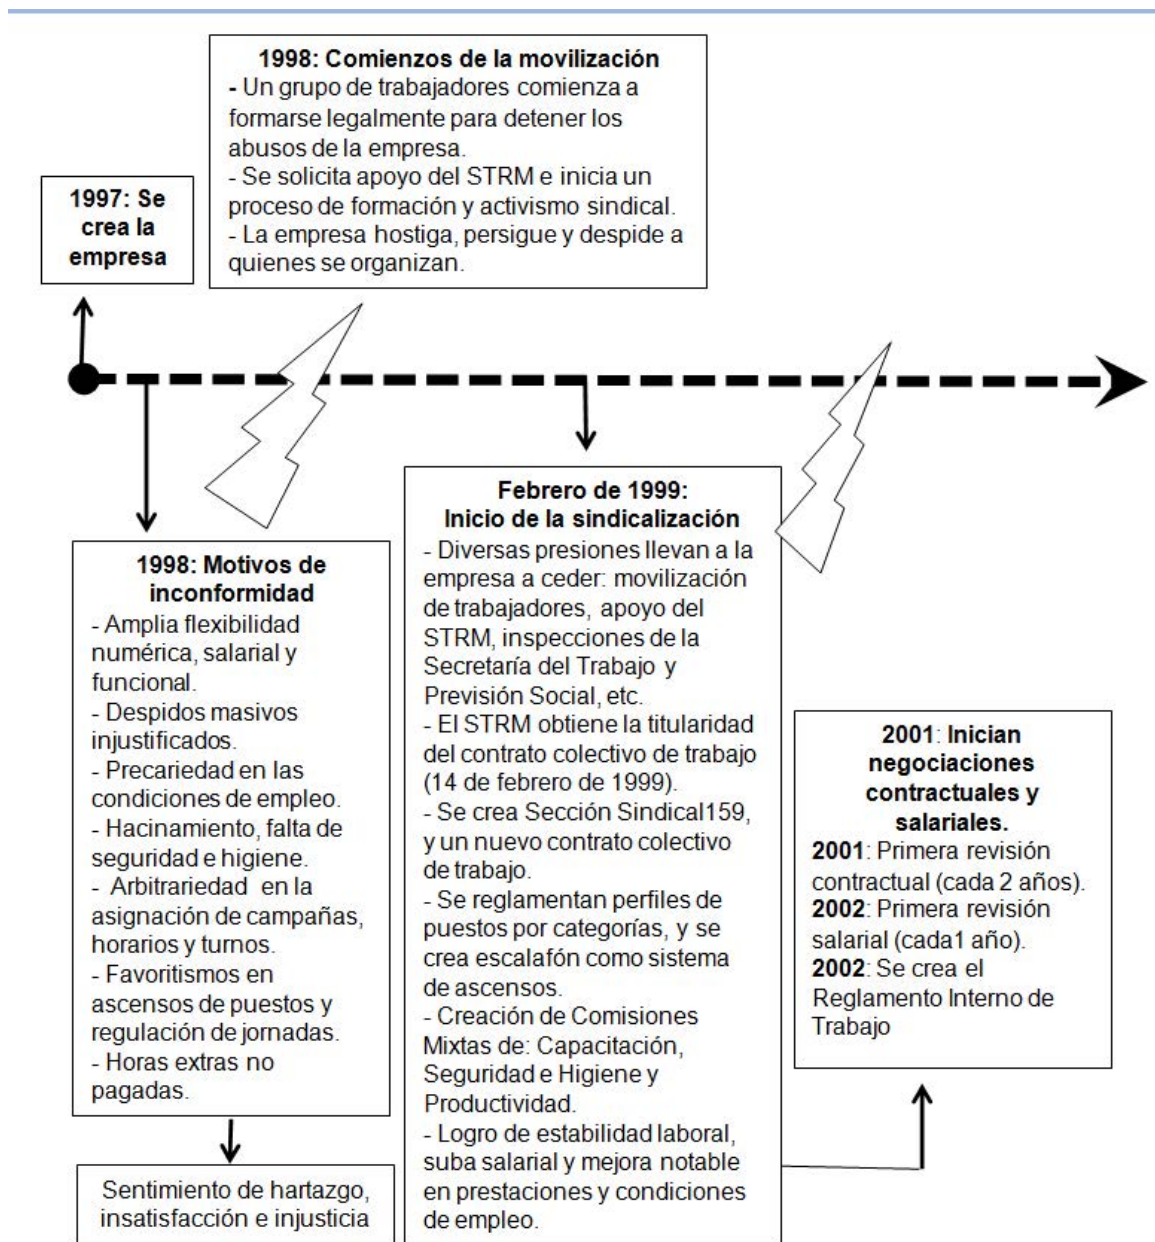 1998: Comienzos de la movilización
- Un grupo de trabajadores comienza a
formarse legalmente para detener los
abusos de la empresa.
- Se solicita apoyo del STRM e inicia un
proceso de formación y activismo sindical.
- La empresa hostiga, persigue y despide a
quienes se organizan.
1997: Se
crea la
empresa
1998: Motivos de
inconformidad
- Amplia flexibilidad
numérica, salarial y
funcional.
- Despidos masivos
injustificados.
- Precariedad en las
condiciones de empleo.
- Hacinamiento, falta de
seguridad e higiene.
- Arbitrariedad en la
asignación de campañas,
horarios y turnos.
- Favoritismos en
ascensos de puestos y
regulación de jornadas.
- Horas extras no
pagadas.
Sentimiento de hartazgo,
insatisfacción e injusticia
Febrero de 1999:
Inicio de la sindicalización
- Diversas presiones llevan a la
empresa a ceder: movilización
de trabajadores, apoyo del
STRM, inspecciones de la
Secretaría del Trabajo y
Previsión Social, etc.
- El STRM obtiene la titularidad
del contrato colectivo de trabajo
(14 de febrero de 1999).
- Se crea Sección Sindical159,
y un nuevo contrato colectivo
de trabajo.
- Se reglamentan perfiles de
puestos por categorías, y se
crea escalafón como sistema
de ascensos.
- Creación de Comisiones
Mixtas de: Capacitación,
Seguridad e Higiene y
Productividad.
- Logro de estabilidad laboral,
suba salarial y mejora notable
en prestaciones y condiciones
de empleo.
2001: Inician
negociaciones
contractuales y
salariales.
2001: Primera revisión
contractual (cada 2 años).
2002: Primera revisión
salarial (cada1 año).
2002: Se crea el
Reglamento Interno de
Trabajo